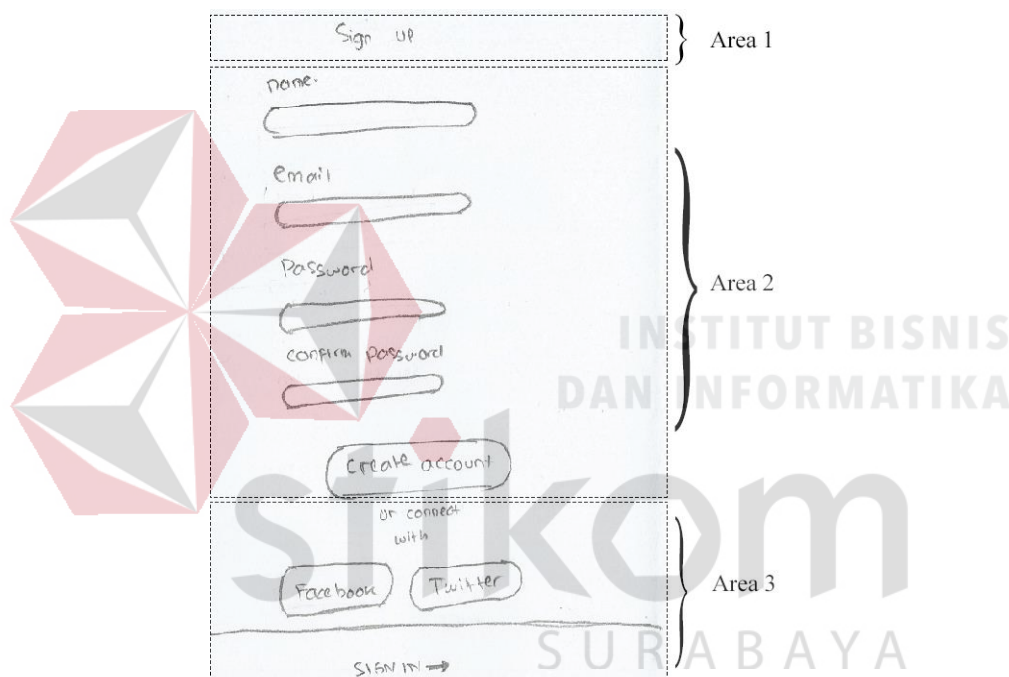 Sign up
Area 1
name.
email
Password
Area 2
confirm password
create account
or connect
with
Facebook
Twitter
Area 3
SIGN IN →
INSTITUT BISNIS
DAN INFORMATIKA
stikom
SURABAYA